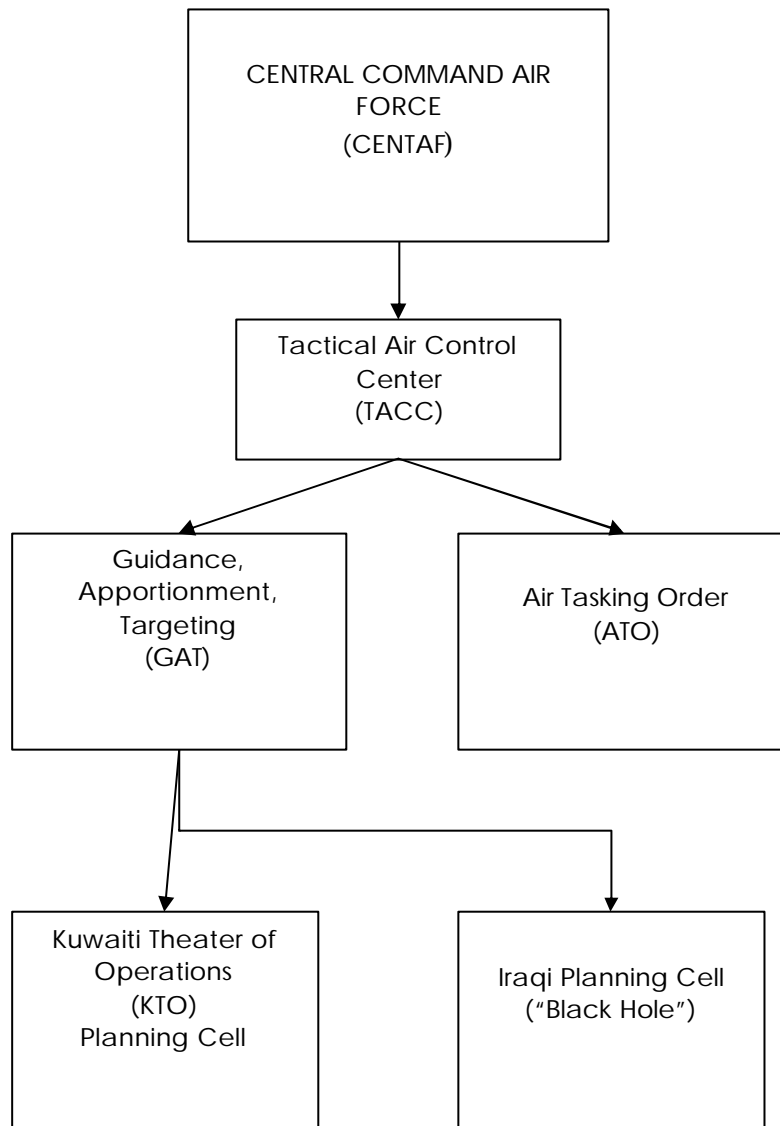 CENTRAL COMMAND AIR
FORCE
(CENTAF)
Tactical Air Control
Center
(TACC)
Guidance,
Apportionment,
Targeting
(GAT)
Air Tasking Order
(ATO)
Kuwaiti Theater of
Operations
(KTO)
Planning Cell
Iraqi Planning Cell
(“Black Hole”)